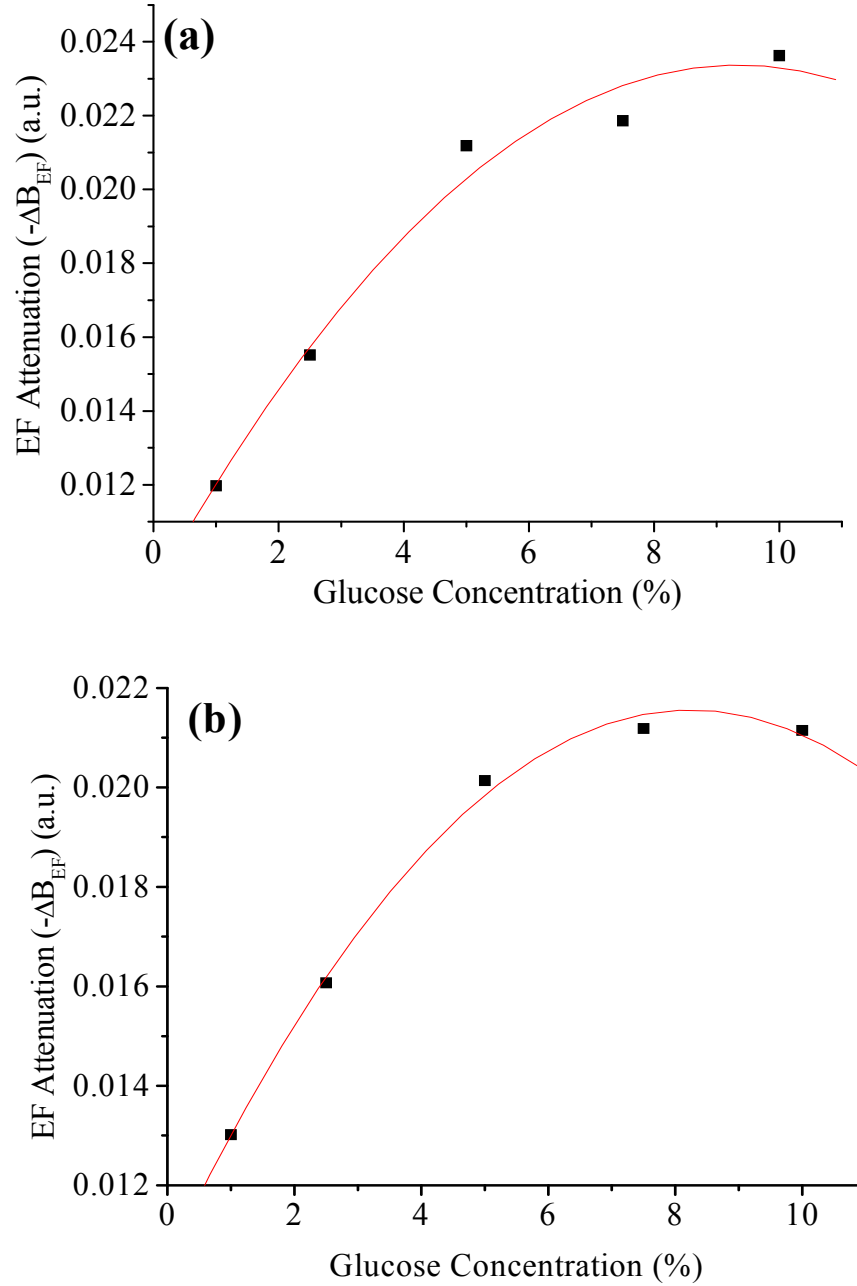 (a)
EF Attenuation (-ΔB_EF) (a.u.)
0.024
0.022
0.020
0.018
0.016
0.014
0.012
0 2 4 6 8 10
Glucose Concentration (%)
(b)
EF Attenuation (-ΔB_EF) (a.u.)
0.022
0.020
0.018
0.016
0.014
0.012
0 2 4 6 8 10
Glucose Concentration (%)